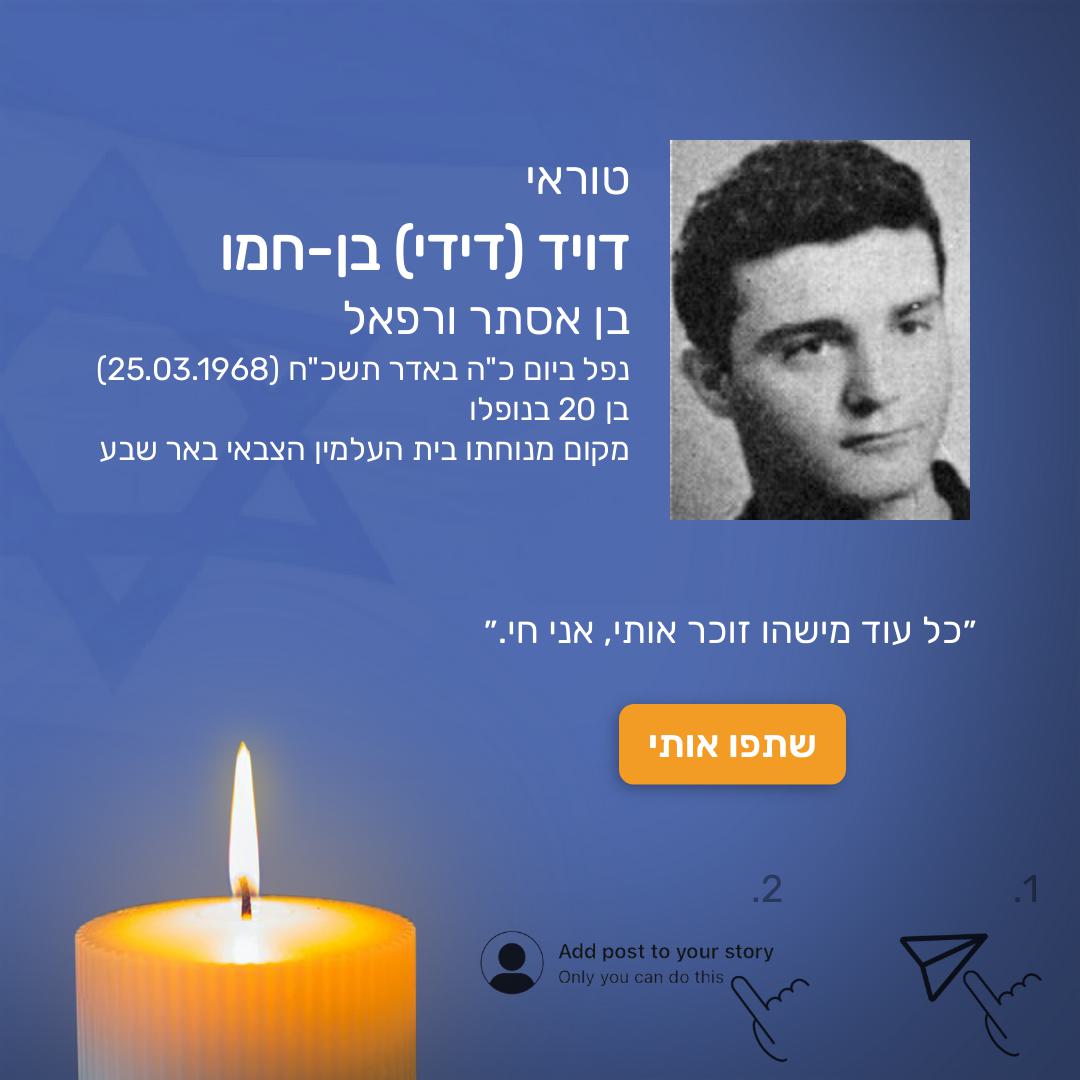 טוראי
דויד (דידי) בן-חמו
בן אסתר ורפאל
נפל ביום כ"ה באדר תשכ"ח (25.03.1968)
בן 20 בנופלו
מקום מנוחתו בית העלמין הצבאי באר שבע
״כל עוד מישהו זוכר אותי, אני חי.״
שתפו אותי
.1
.2
Add post to your story
Only you can do this